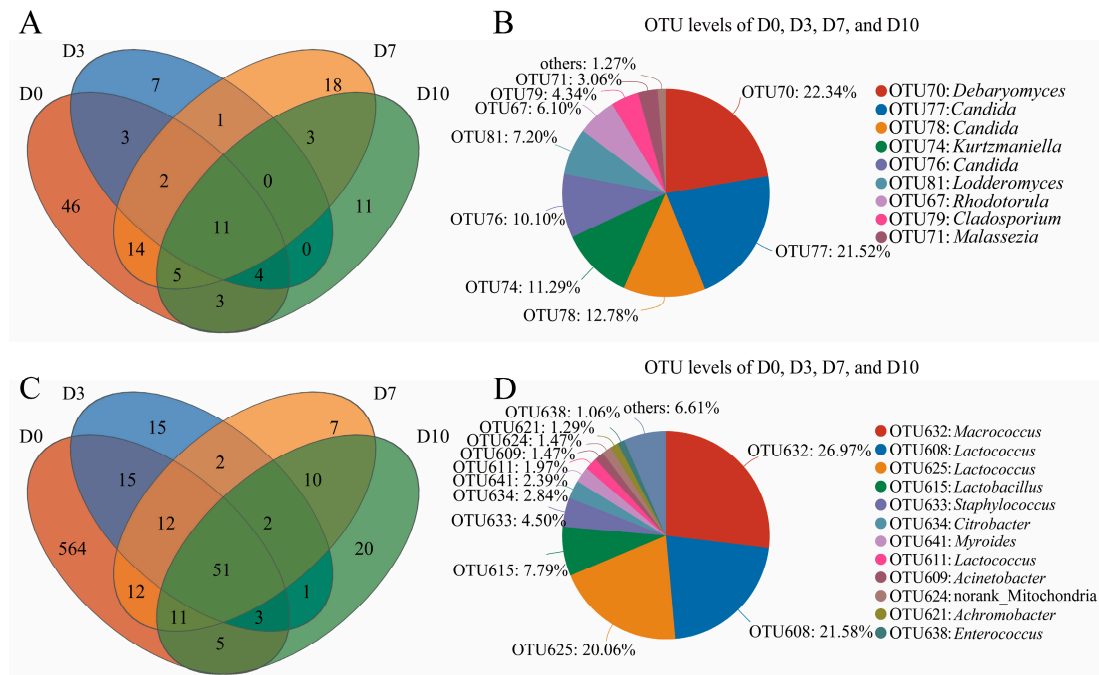 A
D3
D7
D0
D10
7
18
1
3
3
2
0
46
11
11
14
0
5
4
3
B
OTU levels of D0, D3, D7, and D10
others: 1.27%
OTU71: 3.06%
OTU79: 4.34%
OTU67: 6.10%
OTU81: 7.20%
OTU76: 10.10%
OTU74: 11.29%
OTU78: 12.78%
OTU70: 22.34%
OTU77: 21.52%
OTU70: Debaryomyces
OTU77: Candida
OTU78: Candida
OTU74: Kurtzmaniella
OTU76: Candida
OTU81: Lodderomyces
OTU67: Rhodotorula
OTU79: Cladosporium
OTU71: Malassezia
C
D3
D7
D0
D10
15
7
2
15
10
12
2
564
20
51
12
1
11
3
5
D
OTU levels of D0, D3, D7, and D10
OTU638: 1.06%
others: 6.61%
OTU621: 1.29%
OTU624: 1.47%
OTU609: 1.47%
OTU611: 1.97%
OTU641: 2.39%
OTU634: 2.84%
OTU633: 4.50%
OTU615: 7.79%
OTU625: 20.06%
OTU632: 26.97%
OTU608: 21.58%
OTU632: Macrococcus
OTU608: Lactococcus
OTU625: Lactococcus
OTU615: Lactobacillus
OTU633: Staphylococcus
OTU634: Citrobacter
OTU641: Myroides
OTU611: Lactococcus
OTU609: Acinetobacter
OTU624: norank_Mitochondria
OTU621: Achromobacter
OTU638: Enterococcus